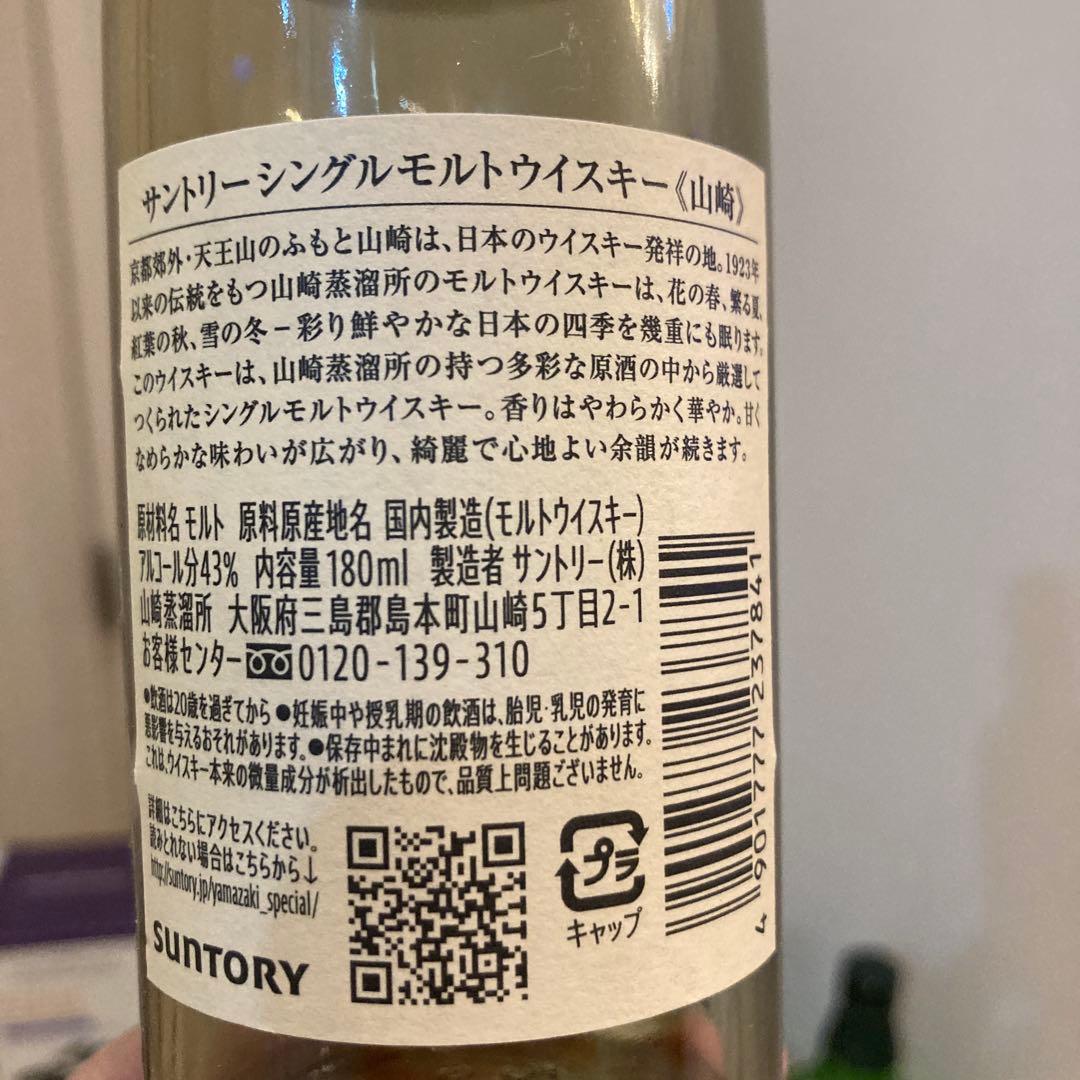 サントリーシングルモルトウイスキー《山崎》
京都郊外・天王山のふもと山崎は、日本のウイスキー発祥の地。1923年
以来の伝統をもつ山崎蒸溜所のモルトウイスキーは、花の春、繁る夏、
紅葉の秋、雪の冬－彩り鮮やかな日本の四季を幾重にも眠ります。
このウイスキーは、山崎蒸溜所の持つ多彩な原酒の中から厳選して
つくられたシングルモルトウイスキー。香りはやわらかく華やか。甘く
なめらかな味わいが広がり、綺麗で心地よい余韻が続きます。
原材料名 モルト 原料原産地名 国内製造(モルトウイスキー)
アルコール分43% 内容量180ml 製造者 サントリー(株)
山崎蒸溜所 大阪府三島郡島本町山崎5丁目2-1
お客様センター 0120-139-310
●飲酒は20歳を過ぎてから ●妊娠中や授乳期の飲酒は、胎児・乳児の発育に
悪影響を与えるおそれがあります。●保存中まれに沈殿物を生じることがあります。
これは、ウイスキー本来の微量成分が析出したもので、品質上問題ございません。
詳細はこちらにアクセスください。
読みとれない場合はこちらから↓
http://suntory.jp/yamazaki_special/
SUNTORY
プラ
キャップ
4 901777 237841